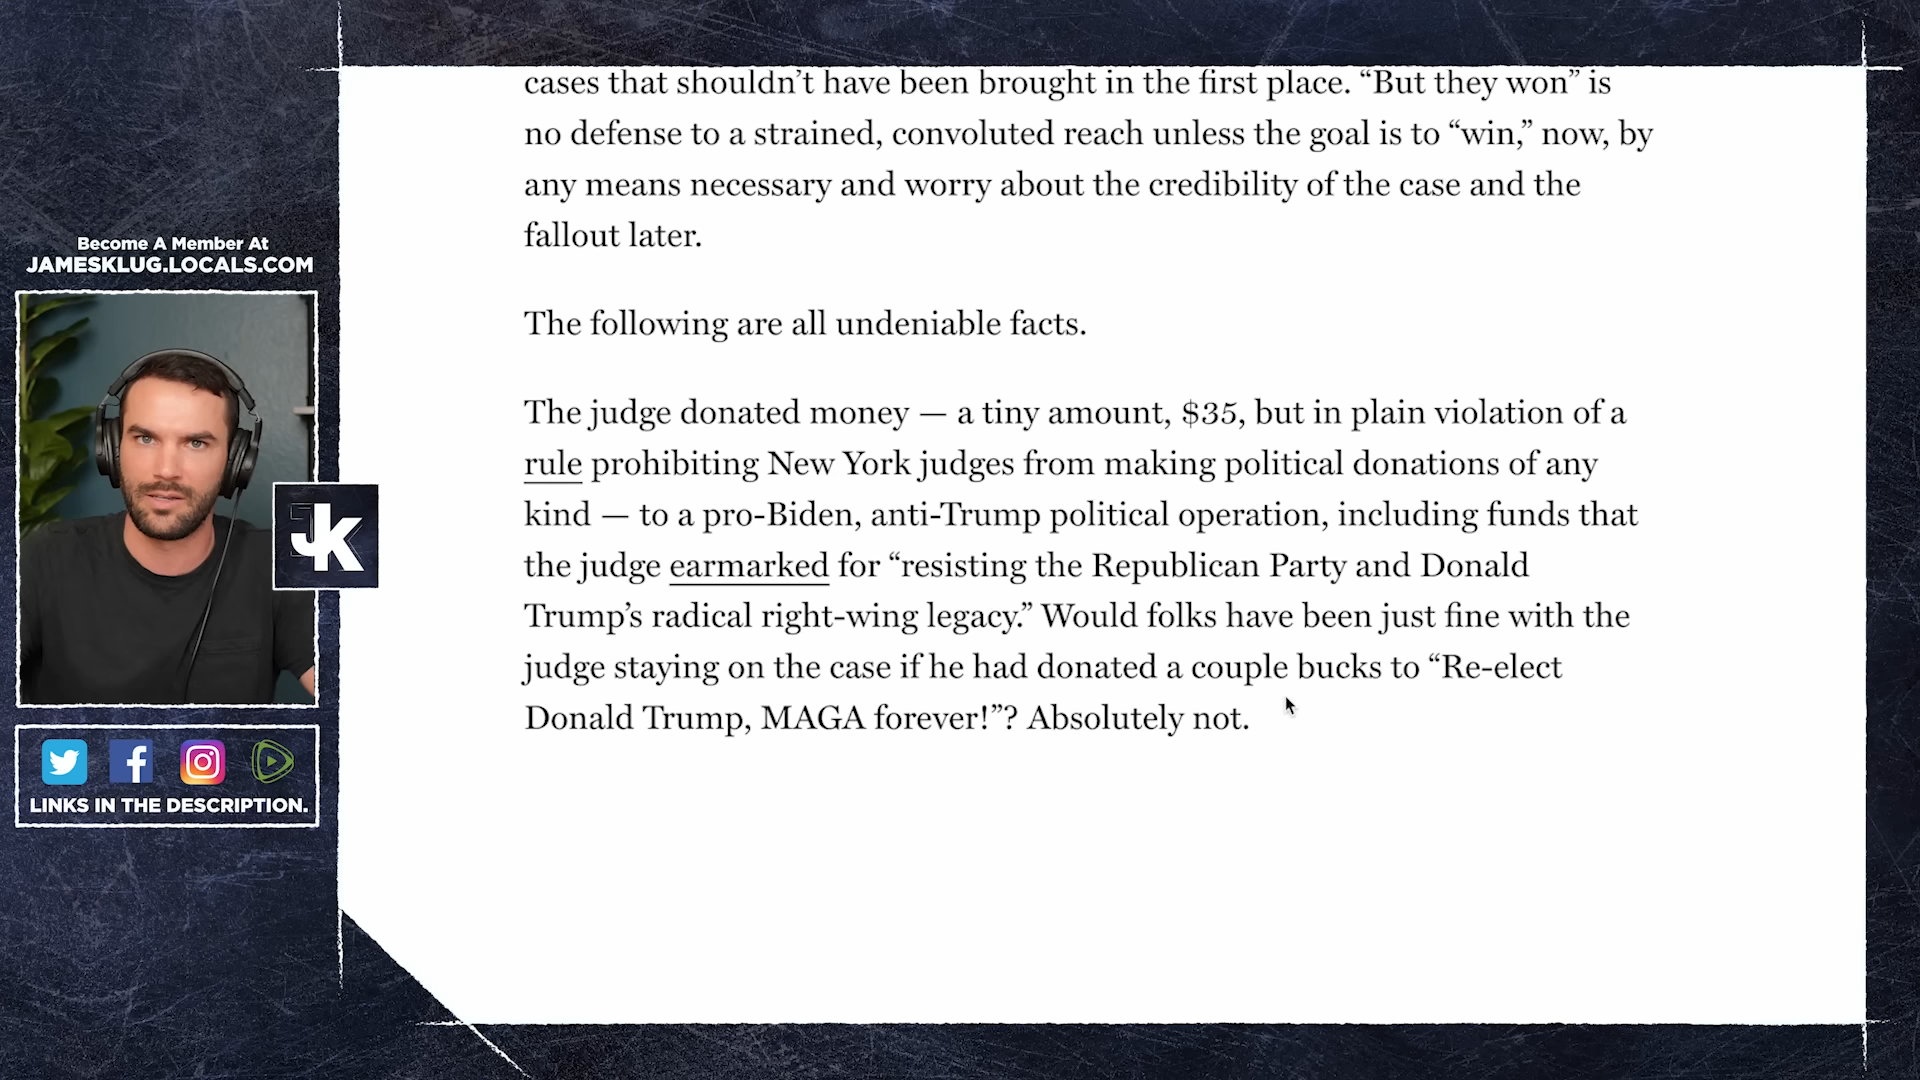 Become A Member At
JAMESKLUG.LOCALS.COM
JK
LINKS IN THE DESCRIPTION.
cases that shouldn’t have been brought in the first place. “But they won” is
no defense to a strained, convoluted reach unless the goal is to “win,” now, by
any means necessary and worry about the credibility of the case and the
fallout later.
The following are all undeniable facts.
The judge donated money — a tiny amount, $35, but in plain violation of a
rule prohibiting New York judges from making political donations of any
kind — to a pro-Biden, anti-Trump political operation, including funds that
the judge earmarked for “resisting the Republican Party and Donald
Trump’s radical right-wing legacy.” Would folks have been just fine with the
judge staying on the case if he had donated a couple bucks to “Re-elect
Donald Trump, MAGA forever!”? Absolutely not.